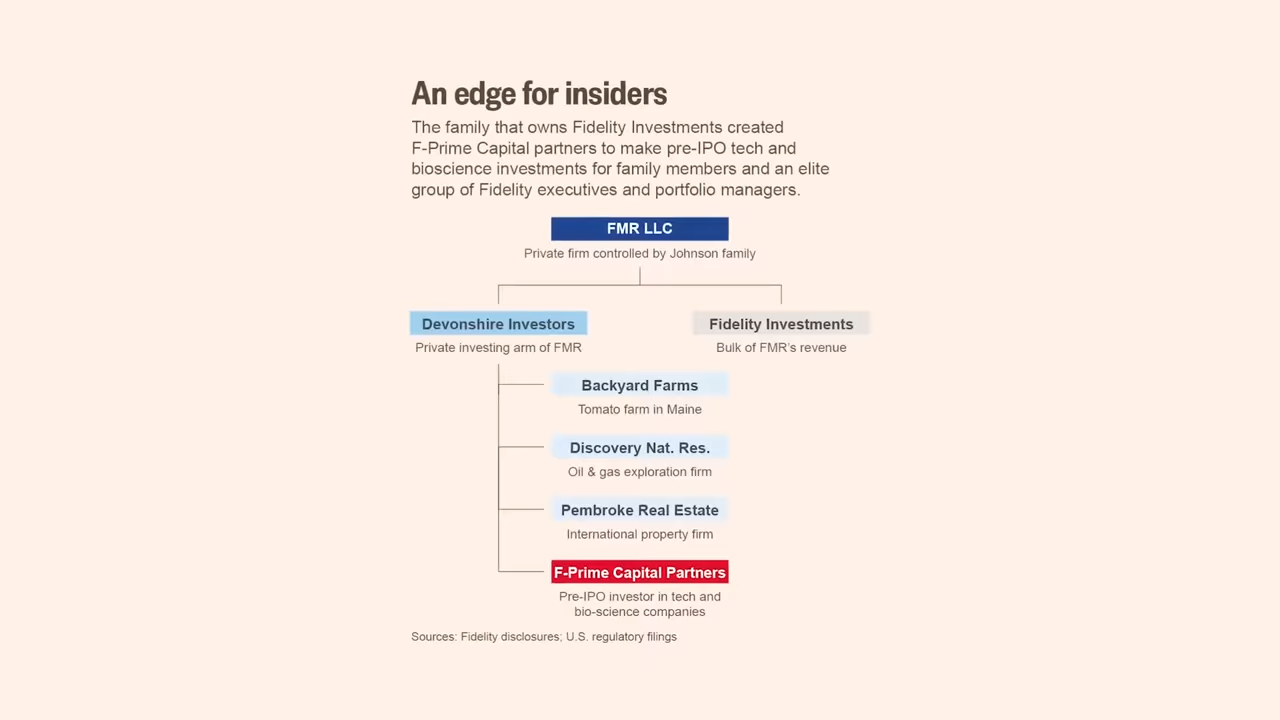 An edge for insiders
The family that owns Fidelity Investments created
F-Prime Capital partners to make pre-IPO tech and
bioscience investments for family members and an elite
group of Fidelity executives and portfolio managers.
FMR LLC
Private firm controlled by Johnson family
Devonshire Investors
Private investing arm of FMR
Fidelity Investments
Bulk of FMR's revenue
Backyard Farms
Tomato farm in Maine
Discovery Nat. Res.
Oil & gas exploration firm
Pembroke Real Estate
International property firm
F-Prime Capital Partners
Pre-IPO investor in tech and
bio-science companies
Sources: Fidelity disclosures; U.S. regulatory filings